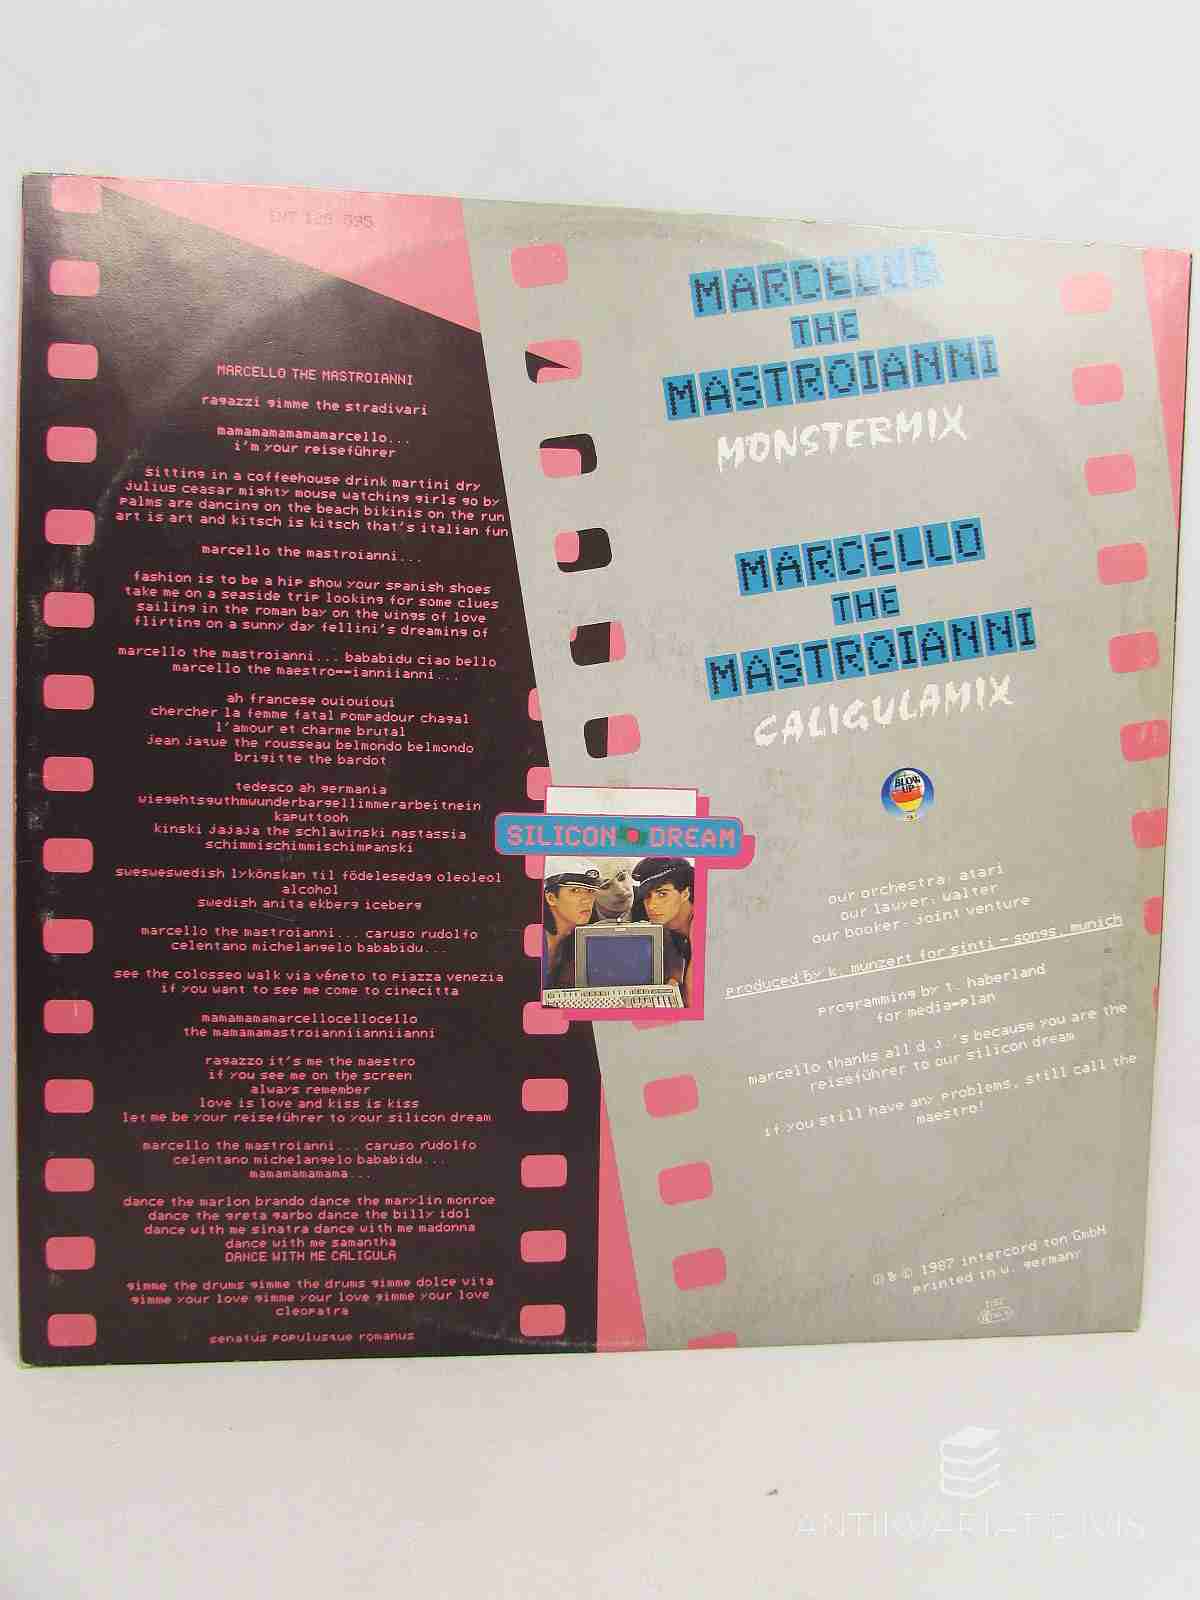 INT 128 595
MARCELLO THE MASTROIANNI
ragazzi gimme the stradivari
mamamamamamamarcello...
i'm your reiseführer
sitting in a coffeehouse drink martini dry
julius ceasar mighty mouse watching girls go by
palms are dancing on the beach bikinis on the run
art is art and kitsch is kitsch that's italian fun
marcello the mastroianni...
fashion is to be a hip show your spanish shoes
take me on a seaside trip looking for some clues
sailing in the roman bay on the wings of love
flirting on a sunny day fellini's dreaming of
marcello the mastroianni... bababidu ciao bello
marcello the maestro--ianniianni...
ah francese ouiouioui
chercher la femme fatal pompadour chagal
l'amour et charme brutal
jean jaque the rousseau belmondo belmondo
brigitte the bardot
tedesco ah germania
wiegehtsguthmwunderbargellimmerarbeitnein
kaputtooh
kinski jajaja the schlawinski nastassia
schimmischimmischimpanski
sweswesswedish lykönskan til födelesedag oleoleol
alcohol
swedish anita ekberg iceberg
marcello the mastroianni... caruso rudolfo
celentano michelangelo bababidu...
see the colosseo walk via véneto to piazza venezia
if you want to see me come to cinecitta
mamamamamarcellocellocello
the mamamamastroianniianniianni
ragazzo it's me the maestro
if you see me on the screen
always remember
love is love and kiss is kiss
let me be your reiseführer to your silicon dream
marcello the mastroianni... caruso rudolfo
celentano michelangelo bababidu...
mamamamamama...
dance the marlon brando dance the marylin monroe
dance the greta garbo dance the billy idol
dance with me sinatra dance with me madonna
dance with me samantha
DANCE WITH ME CALIGULA
gimme the drums gimme the drums gimme dolce vita
gimme your love gimme your love gimme your love
cleopatra
senatus populusque romanus
SILICON DREAM
MARCELLO
THE
MASTROIANNI
MONSTERMIX
MARCELLO
THE
MASTROIANNI
CALIGULAMIX
BLOW
UP
our orchestra: atari
our lawyer: walter
our booker: joint venture
produced by k. munzert for sinti - songs, munich
programming by t. haberland
for media-plan
marcello thanks all d.j.'s because you are the
reiseführer to our silicon dream
if you still have any problems, still call the
maestro!
℗ & © 1987 intercord ton GmbH
printed in w. germany
ANTIKVARIAT